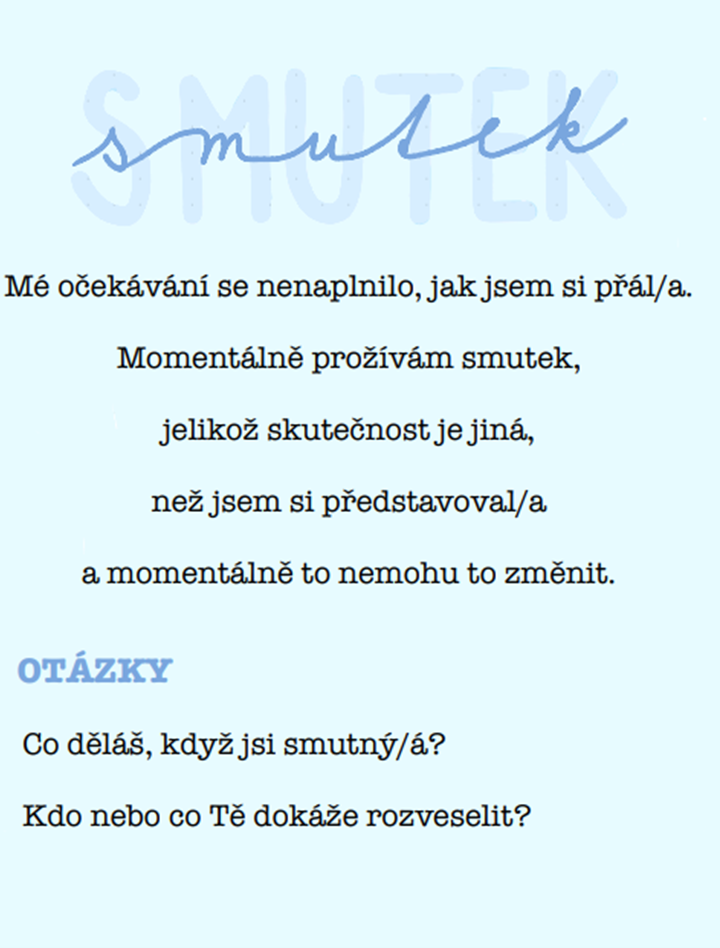 SMUTEK
smutek
Mé očekávání se nenaplnilo, jak jsem si přál/a.
Momentálně prožívám smutek,
jelikož skutečnost je jiná,
než jsem si představoval/a
a momentálně to nemohu to změnit.
OTÁZKY
Co děláš, když jsi smutný/á?
Kdo nebo co Tě dokáže rozveselit?